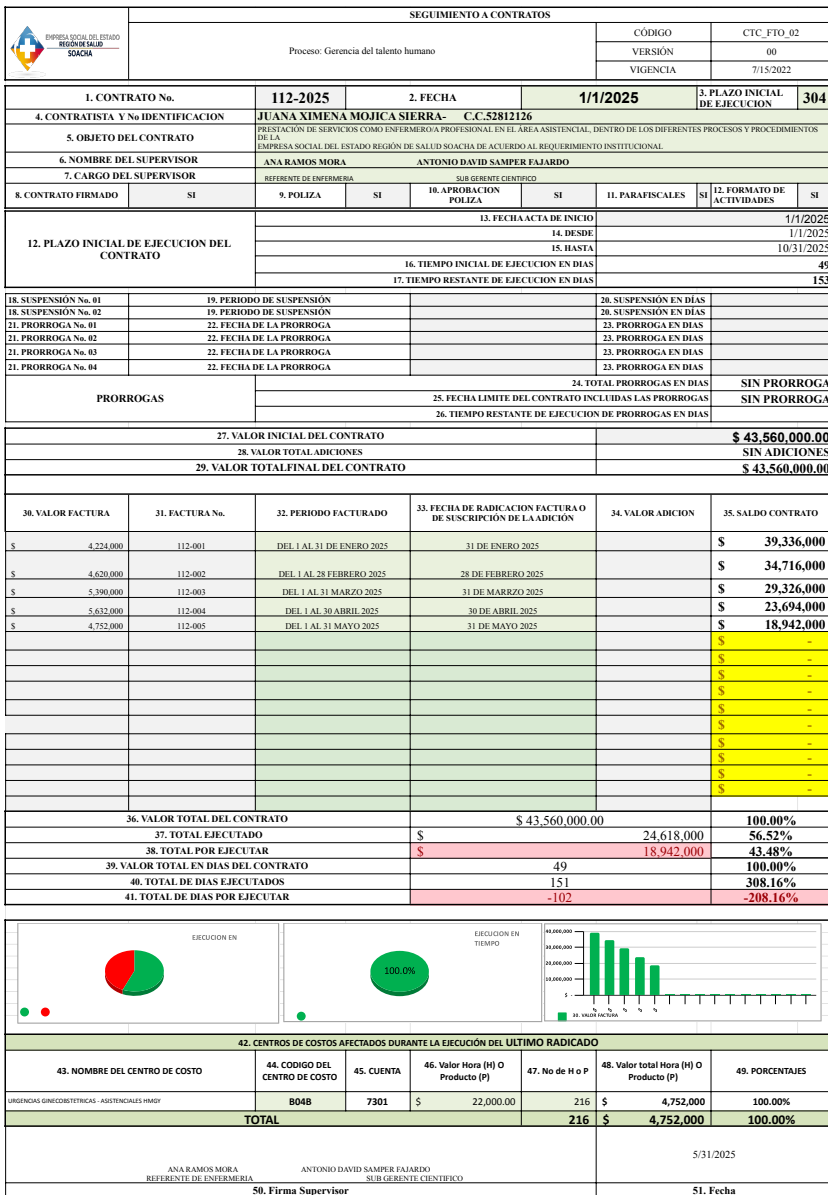 SEGUIMIENTO A CONTRATOS
EMPRESA SOCIAL DEL ESTADO
REGIÓN DE SALUD
SOACHA
Proceso: Gerencia del talento humano
CÓDIGO CTC_FTO_02
VERSIÓN 00
VIGENCIA 7/15/2022
1. CONTRATO No. 112-2025 2. FECHA 1/1/2025 3. PLAZO INICIAL DE EJECUCION 304
4. CONTRATISTA Y No IDENTIFICACION JUANA XIMENA MOJICA SIERRA- C.C.52812126
5. OBJETO DEL CONTRATO PRESTACIÓN DE SERVICIOS COMO ENFERMERO/A PROFESIONAL EN EL ÁREA ASISTENCIAL, DENTRO DE LOS DIFERENTES PROCESOS Y PROCEDIMIENTOS
DE LA
EMPRESA SOCIAL DEL ESTADO REGIÓN DE SALUD SOACHA DE ACUERDO AL REQUERIMIENTO INSTITUCIONAL
6. NOMBRE DEL SUPERVISOR ANA RAMOS MORA ANTONIO DAVID SAMPER FAJARDO
7. CARGO DEL SUPERVISOR REFERENTE DE ENFERMERIA SUB GERENTE CIENTIFICO
8. CONTRATO FIRMADO SI 9. POLIZA SI 10. APROBACION POLIZA SI 11. PARAFISCALES SI 12. FORMATO DE ACTIVIDADES SI
12. PLAZO INICIAL DE EJECUCION DEL CONTRATO
13. FECHA ACTA DE INICIO 1/1/2025
14. DESDE 1/1/2025
15. HASTA 10/31/2025
16. TIEMPO INICIAL DE EJECUCION EN DIAS 49
17. TIEMPO RESTANTE DE EJECUCION EN DIAS 153
18. SUSPENSIÓN No. 01 19. PERIODO DE SUSPENSIÓN 20. SUSPENSIÓN EN DÍAS
18. SUSPENSIÓN No. 02 19. PERIODO DE SUSPENSIÓN 20. SUSPENSIÓN EN DÍAS
21. PRORROGA No. 01 22. FECHA DE LA PRORROGA 23. PRORROGA EN DIAS
21. PRORROGA No. 02 22. FECHA DE LA PRORROGA 23. PRORROGA EN DIAS
21. PRORROGA No. 03 22. FECHA DE LA PRORROGA 23. PRORROGA EN DIAS
21. PRORROGA No. 04 22. FECHA DE LA PRORROGA 23. PRORROGA EN DIAS
PRORROGAS
24. TOTAL PRORROGAS EN DIAS SIN PRORROGA
25. FECHA LIMITE DEL CONTRATO INCLUIDAS LAS PRORROGAS SIN PRORROGA
26. TIEMPO RESTANTE DE EJECUCION DE PRORROGAS EN DIAS
27. VALOR INICIAL DEL CONTRATO $ 43,560,000.00
28. VALOR TOTAL ADICIONES SIN ADICIONES
29. VALOR TOTALFINAL DEL CONTRATO $ 43,560,000.00
30. VALOR FACTURA 31. FACTURA No. 32. PERIODO FACTURADO 33. FECHA DE RADICACION FACTURA O DE SUSCRIPCIÓN DE LA ADICIÓN 34. VALOR ADICION 35. SALDO CONTRATO
$ 4,224,000 112-001 DEL 1 AL 31 DE ENERO 2025 31 DE ENERO 2025 $ 39,336,000
$ 4,620,000 112-002 DEL 1 AL 28 FEBRERO 2025 28 DE FEBRERO 2025 $ 34,716,000
$ 5,390,000 112-003 DEL 1 AL 31 MARZO 2025 31 DE MARRZO 2025 $ 29,326,000
$ 5,632,000 112-004 DEL 1 AL 30 ABRIL 2025 30 DE ABRIL 2025 $ 23,694,000
$ 4,752,000 112-005 DEL 1 AL 31 MAYO 2025 31 DE MAYO 2025 $ 18,942,000
$ -
$ -
$ -
$ -
$ -
$ -
$ -
$ -
$ -
$ -
36. VALOR TOTAL DEL CONTRATO $ 43,560,000.00 100.00%
37. TOTAL EJECUTADO $ 24,618,000 56.52%
38. TOTAL POR EJECUTAR $ 18,942,000 43.48%
39. VALOR TOTAL EN DIAS DEL CONTRATO 49 100.00%
40. TOTAL DE DIAS EJECUTADOS 151 308.16%
41. TOTAL DE DIAS POR EJECUTAR -102 -208.16%
EJECUCION EN
EJECUCION EN TIEMPO
100.0%
40,000,000
30,000,000
20,000,000
10,000,000
$ -
30. VALOR FACTURA
42. CENTROS DE COSTOS AFECTADOS DURANTE LA EJECUCIÓN DEL ULTIMO RADICADO
43. NOMBRE DEL CENTRO DE COSTO 44. CODIGO DEL CENTRO DE COSTO 45. CUENTA 46. Valor Hora (H) O Producto (P) 47. No de H o P 48. Valor total Hora (H) O Producto (P) 49. PORCENTAJES
URGENCIAS GINECOBSTETRICAS - ASISTENCIALES HMGY B04B 7301 $ 22,000.00 216 $ 4,752,000 100.00%
TOTAL 216 $ 4,752,000 100.00%
5/31/2025
ANA RAMOS MORA ANTONIO DAVID SAMPER FAJARDO
REFERENTE DE ENFERMERIA SUB GERENTE CIENTIFICO
50. Firma Supervisor 51. Fecha